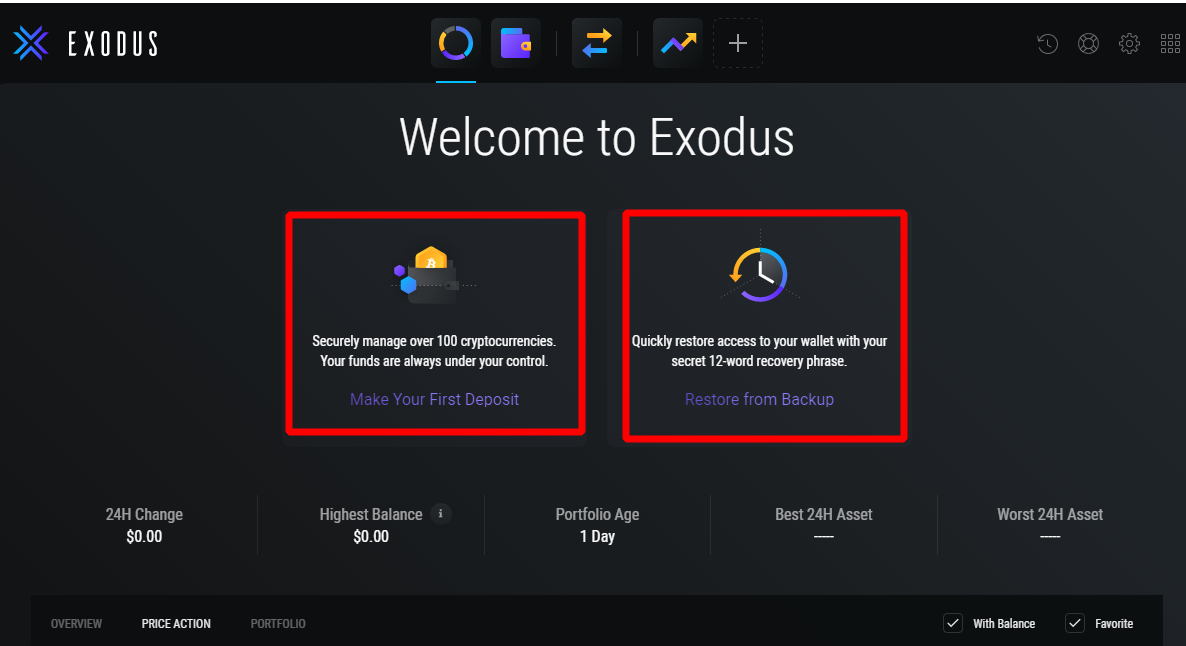 EXODUS
Welcome to Exodus
Securely manage over 100 cryptocurrencies.
Your funds are always under your control.
Make Your First Deposit
Quickly restore access to your wallet with your
secret 12-word recovery phrase.
Restore from Backup
24H Change
$0.00
Highest Balance i
$0.00
Portfolio Age
1 Day
Best 24H Asset
-----
Worst 24H Asset
-----
OVERVIEW PRICE ACTION PORTFOLIO With Balance Favorite